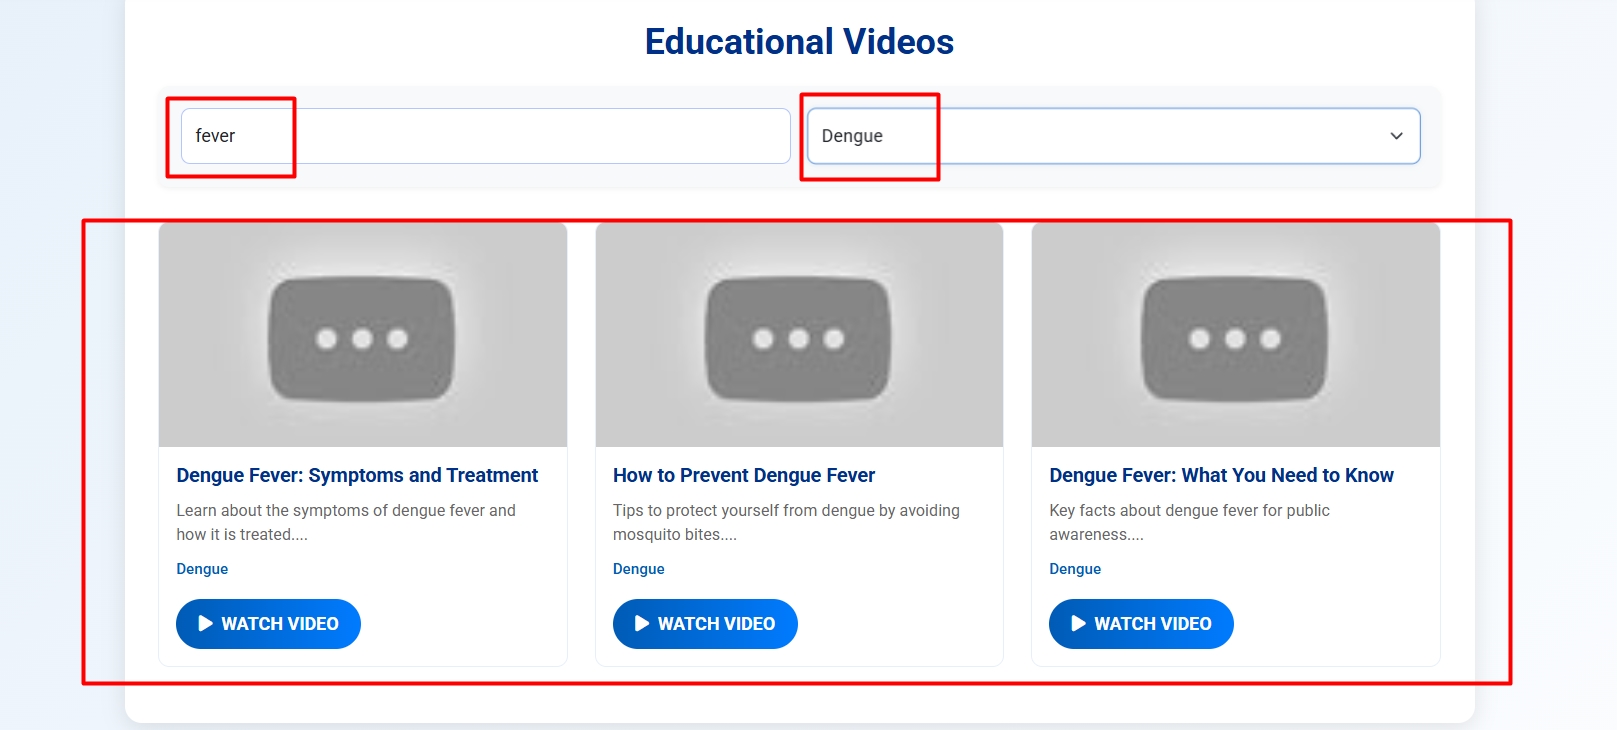 Educational Videos
fever
Dengue
Dengue Fever: Symptoms and Treatment
Learn about the symptoms of dengue fever and
how it is treated....
Dengue
WATCH VIDEO
How to Prevent Dengue Fever
Tips to protect yourself from dengue by avoiding
mosquito bites....
Dengue
WATCH VIDEO
Dengue Fever: What You Need to Know
Key facts about dengue fever for public
awareness....
Dengue
WATCH VIDEO